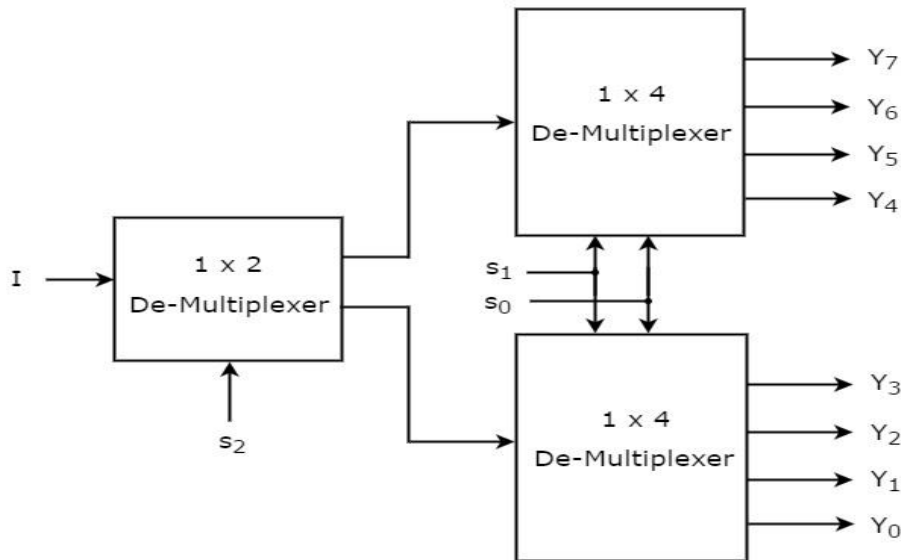 Y₇
1 x 4
Y₆
De-Multiplexer
Y₅
Y₄
1 x 2
I
De-Multiplexer
s₁
s₀
s₂
Y₃
1 x 4
Y₂
De-Multiplexer
Y₁
Y₀